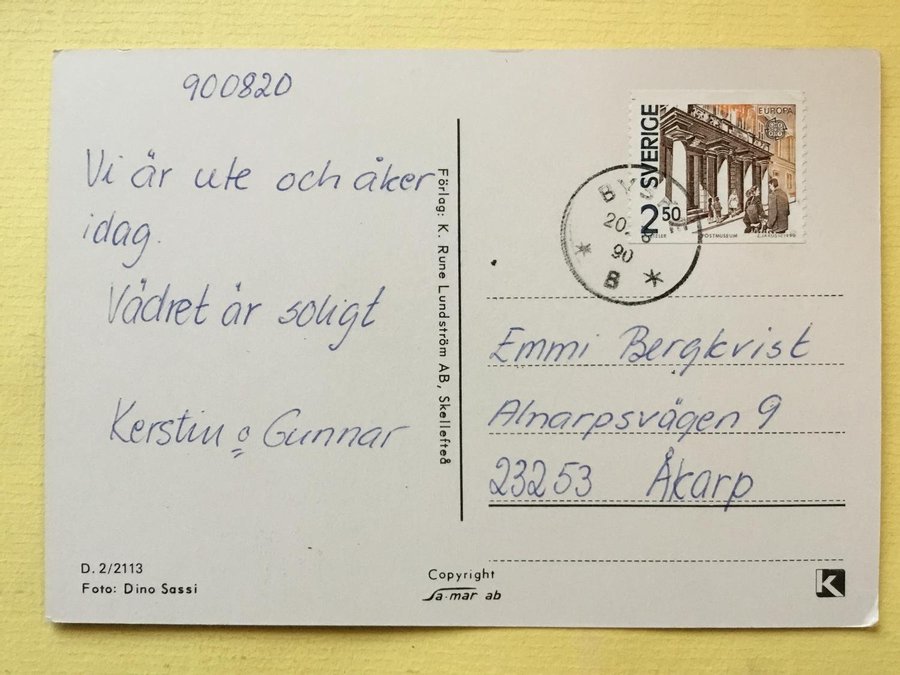 900820
Vi är ute och åker
idag.
Vädret är soligt
Kerstin o Gunnar
D. 2/2113
Foto: Dino Sassi
Förlag: K. Rune Lundström AB, Skellefteå
Copyright
Sa-mar ab
SVERIGE
EUROPA
2 50
POSTMUSEUM
20. 8
90
B
Emmi Bergkvist
Alnarpsvägen 9
23253 Åkarp
K